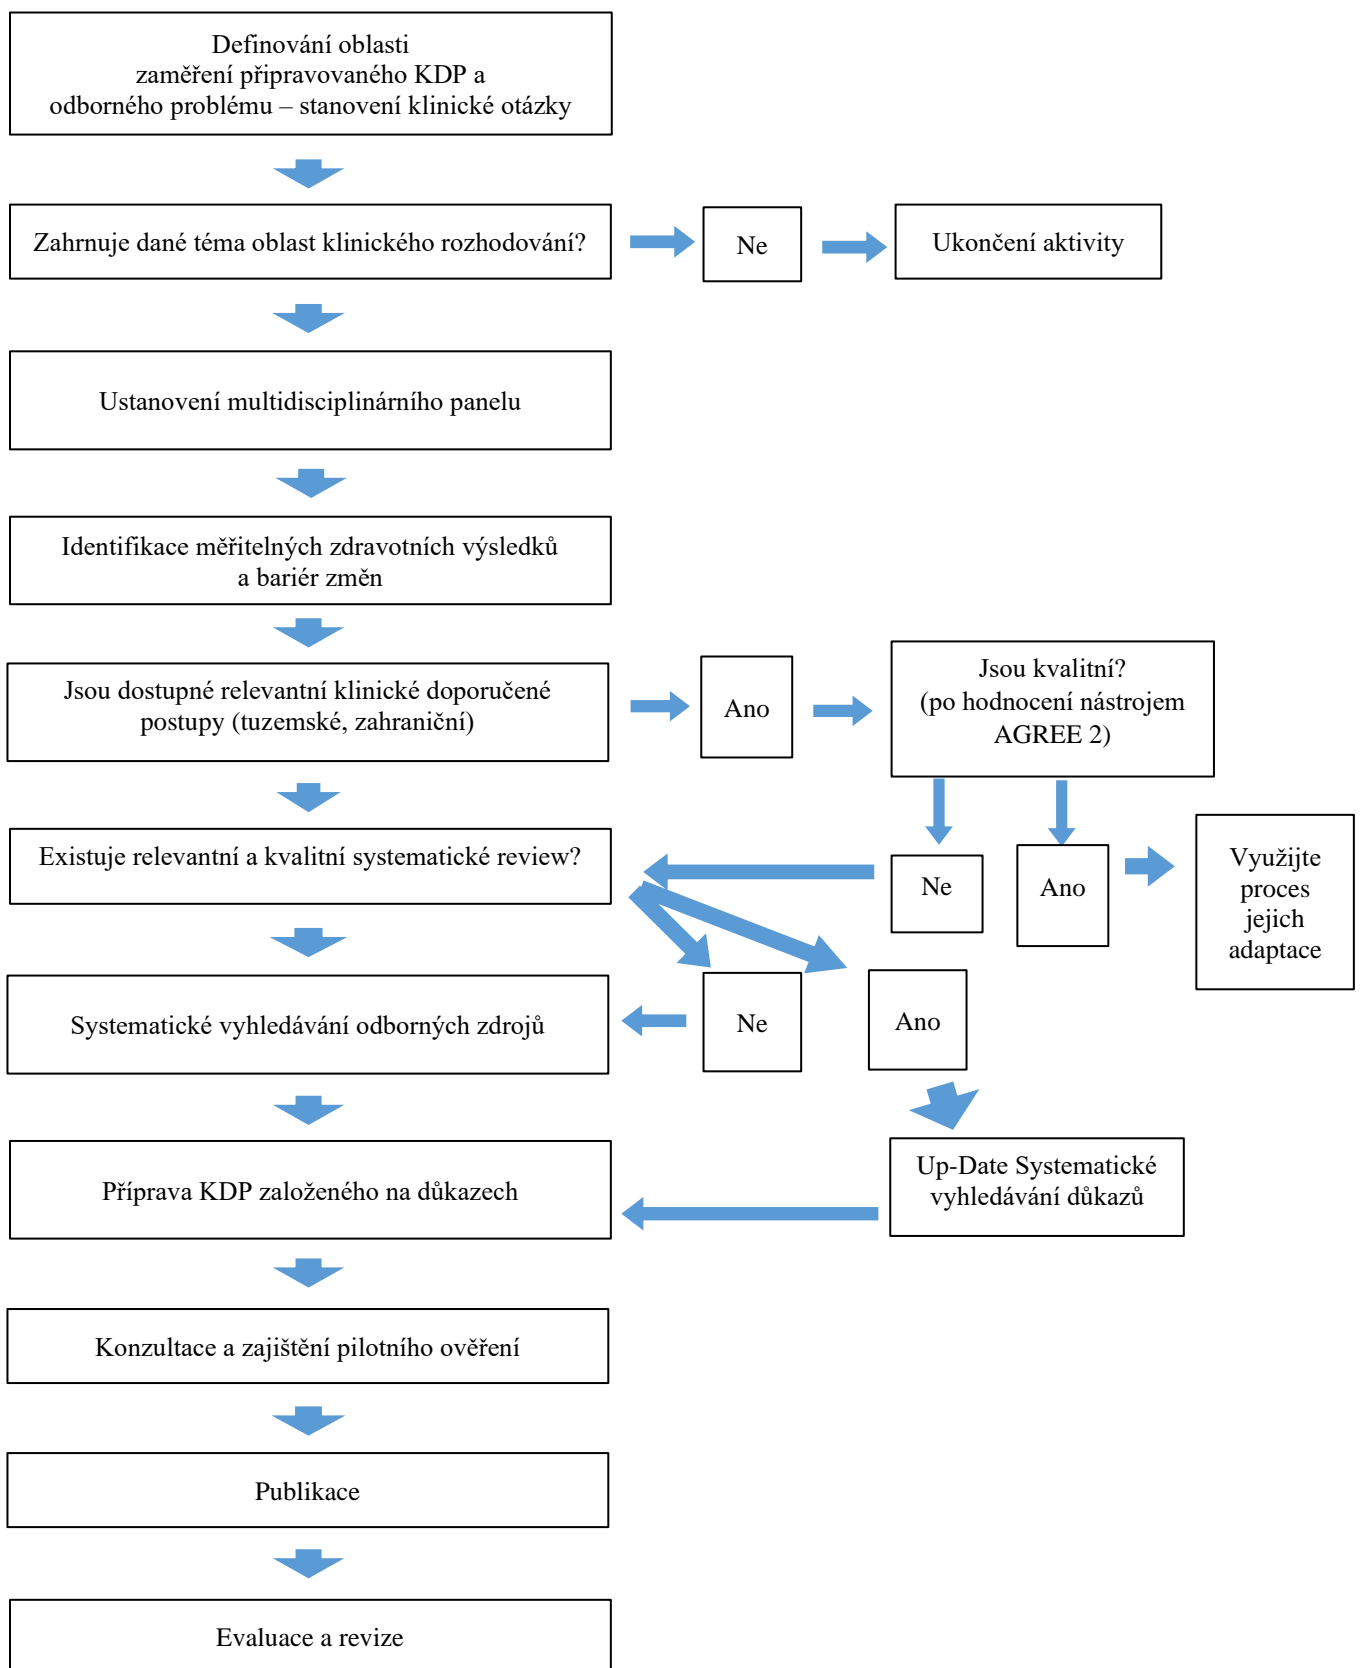 Definování oblasti
zaměření připravovaného KDP a
odborného problému – stanovení klinické otázky
Zahrnuje dané téma oblast klinického rozhodování?
Ne
Ukončení aktivity
Ustanovení multidisciplinárního panelu
Identifikace měřitelných zdravotních výsledků
a bariér změn
Jsou dostupné relevantní klinické doporučené
postupy (tuzemské, zahraniční)
Ano
Jsou kvalitní?
(po hodnocení nástrojem
AGREE 2)
Existuje relevantní a kvalitní systematické review?
Ne
Ano
Využijte
proces
jejich
adaptace
Systematické vyhledávání odborných zdrojů
Ne
Ano
Příprava KDP založeného na důkazech
Up-Date Systematické
vyhledávání důkazů
Konzultace a zajištění pilotního ověření
Publikace
Evaluace a revize